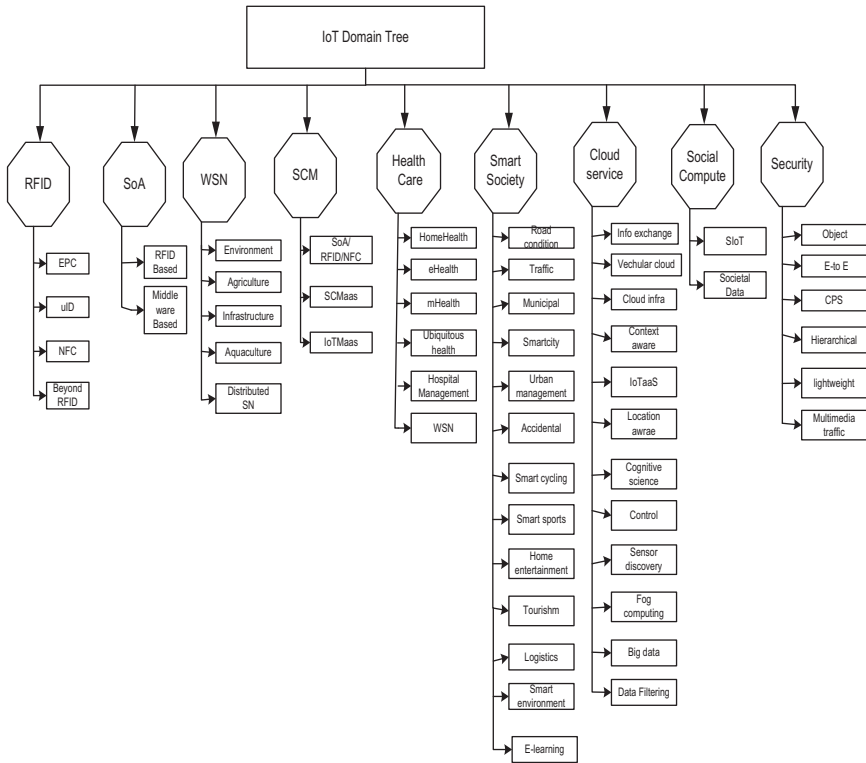 IoT Domain Tree
RFID
EPC
uID
NFC
Beyond
RFID
SoA
RFID
Based
Middle
ware
Based
WSN
Environment
Agriculture
Infrastructure
Aquaculture
Distributed
SN
SCM
SoA/
RFID/NFC
SCMaas
IoTMaas
Health
Care
HomeHealth
eHealth
mHealth
Ubiquitous
health
Hospital
Management
WSN
Smart
Society
Road
condition
Traffic
Municipal
Smartcity
Urban
management
Accidental
Smart cycling
Smart sports
Home
entertainment
Tourishm
Logistics
Smart
environment
E-learning
Cloud
service
Info exchange
Vechular cloud
Cloud infra
Context
aware
IoTaaS
Location
awrae
Cognitive
science
Control
Sensor
discovery
Fog
computing
Big data
Data Filtering
Social
Compute
SIoT
Societal
Data
Security
Object
E-to E
CPS
Hierarchical
lightweight
Multimedia
traffic